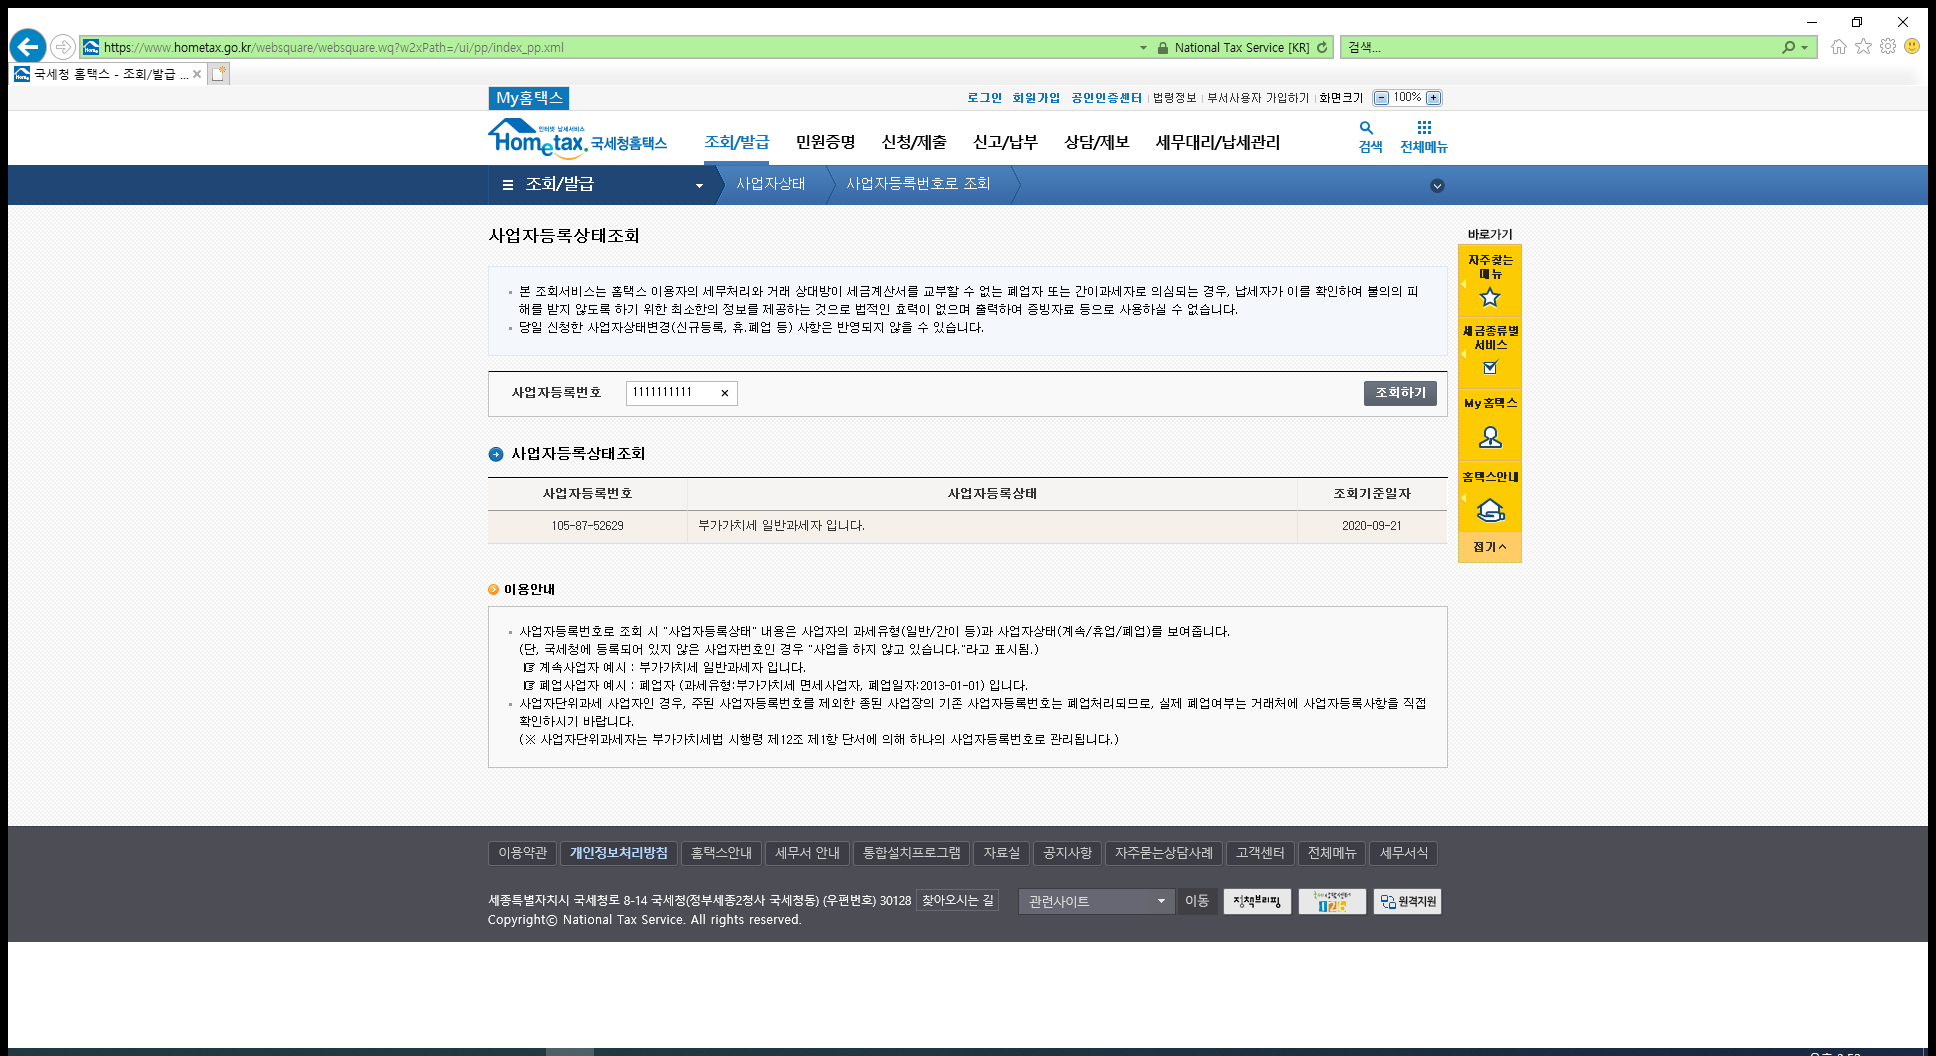 https://www.hometax.go.kr/websquare/websquare.wq?w2xPath=/ui/pp/index_pp.xml
National Tax Service [KR]
검색...
국세청 홈택스 - 조회/발급 ...
My홈택스
로그인 회원가입 공인인증센터 법령정보 부서사용자 가입하기 화면크기 100%
인터넷 납세서비스
Hometax. 국세청홈택스
조회/발급 민원증명 신청/제출 신고/납부 상담/제보 세무대리/납세관리
검색 전체메뉴
조회/발급 사업자상태 사업자등록번호로 조회
사업자등록상태조회
본 조회서비스는 홈택스 이용자의 세무처리와 거래 상대방이 세금계산서를 교부할 수 없는 폐업자 또는 간이과세자로 의심되는 경우, 납세자가 이를 확인하여 불의의 피
해를 받지 않도록 하기 위한 최소한의 정보를 제공하는 것으로 법적인 효력이 없으며 출력하여 증빙자료 등으로 사용하실 수 없습니다.
당일 신청한 사업자상태변경(신규등록, 휴.폐업 등) 사항은 반영되지 않을 수 있습니다.
사업자등록번호 1111111111 조회하기
사업자등록상태조회
사업자등록번호 사업자등록상태 조회기준일자
105-87-52629 부가가치세 일반과세자 입니다. 2020-09-21
이용안내
사업자등록번호로 조회 시 "사업자등록상태" 내용은 사업자의 과세유형(일반/간이 등)과 사업자상태(계속/휴업/폐업)를 보여줍니다.
(단, 국세청에 등록되어 있지 않은 사업자번호인 경우 "사업을 하지 않고 있습니다."라고 표시됨.)
☞ 계속사업자 예시 : 부가가치세 일반과세자 입니다.
☞ 폐업사업자 예시 : 폐업자 (과세유형:부가가치세 면세사업자, 폐업일자:2013-01-01) 입니다.
사업자단위과세 사업자인 경우, 주된 사업자등록번호를 제외한 종된 사업장의 기존 사업자등록번호는 폐업처리되므로, 실제 폐업여부는 거래처에 사업자등록사항을 직접
확인하시기 바랍니다.
(※ 사업자단위과세자는 부가가치세법 시행령 제12조 제1항 단서에 의해 하나의 사업자등록번호로 관리됩니다.)
바로가기
자주찾는
메뉴
세금종류별
서비스
My홈택스
홈택스안내
접기
이용약관 개인정보처리방침 홈택스안내 세무서 안내 통합설치프로그램 자료실 공지사항 자주묻는상담사례 고객센터 전체메뉴 세무서식
세종특별자치시 국세청로 8-14 국세청(정부세종2청사 국세청동) (우편번호) 30128 찾아오시는 길
관련사이트 이동 정책브리핑 126 원격지원
Copyright© National Tax Service. All rights reserved.